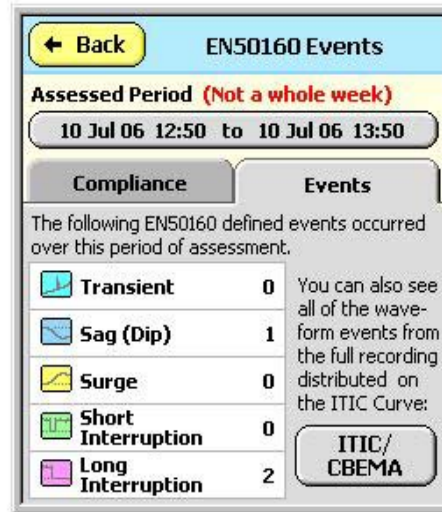 ← Back
EN50160 Events
Assessed Period (Not a whole week)
10 Jul 06 12:50 to 10 Jul 06 13:50
Compliance
Events
The following EN50160 defined events occurred
over this period of assessment.
Transient 0
Sag (Dip) 1
Surge 0
Short
Interruption 0
Long
Interruption 2
You can also see
all of the wave-
form events from
the full recording
distributed on
the ITIC Curve:
ITIC/
CBEMA